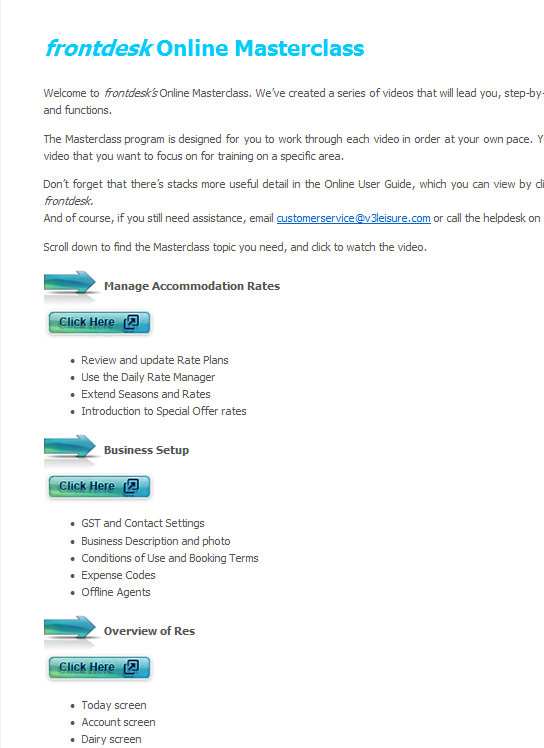 frontdesk Online Masterclass
Welcome to frontdesk's Online Masterclass. We've created a series of videos that will lead you, step-by-
and functions.
The Masterclass program is designed for you to work through each video in order at your own pace. Y
video that you want to focus on for training on a specific area.
Don't forget that there's stacks more useful detail in the Online User Guide, which you can view by cli
frontdesk.
And of course, if you still need assistance, email customerservice@v3leisure.com or call the helpdesk on
Scroll down to find the Masterclass topic you need, and click to watch the video.
Manage Accommodation Rates
Click Here
• Review and update Rate Plans
• Use the Daily Rate Manager
• Extend Seasons and Rates
• Introduction to Special Offer rates
Business Setup
Click Here
• GST and Contact Settings
• Business Description and photo
• Conditions of Use and Booking Terms
• Expense Codes
• Offline Agents
Overview of Res
Click Here
• Today screen
• Account screen
• Dairy screen